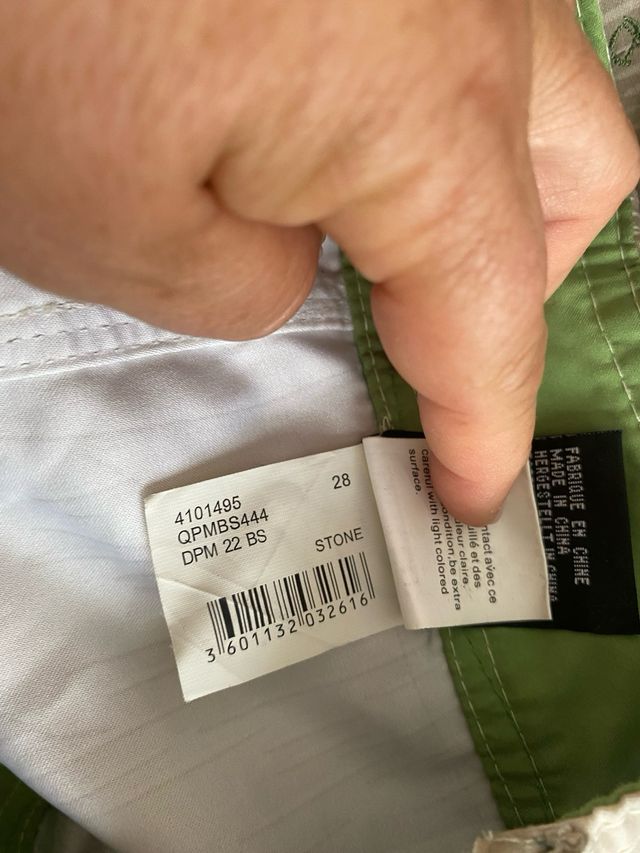 28
4101495
QPMBS444
DPM 22 BS
STONE
3 601132 032616
careful with light colored
surface.
ntact avec ce
uillé et des
uleur claire.
ondition,be extra
FABRIQUE EN CHINE
MADE IN CHINA
HERGESTELLT IN CHINA